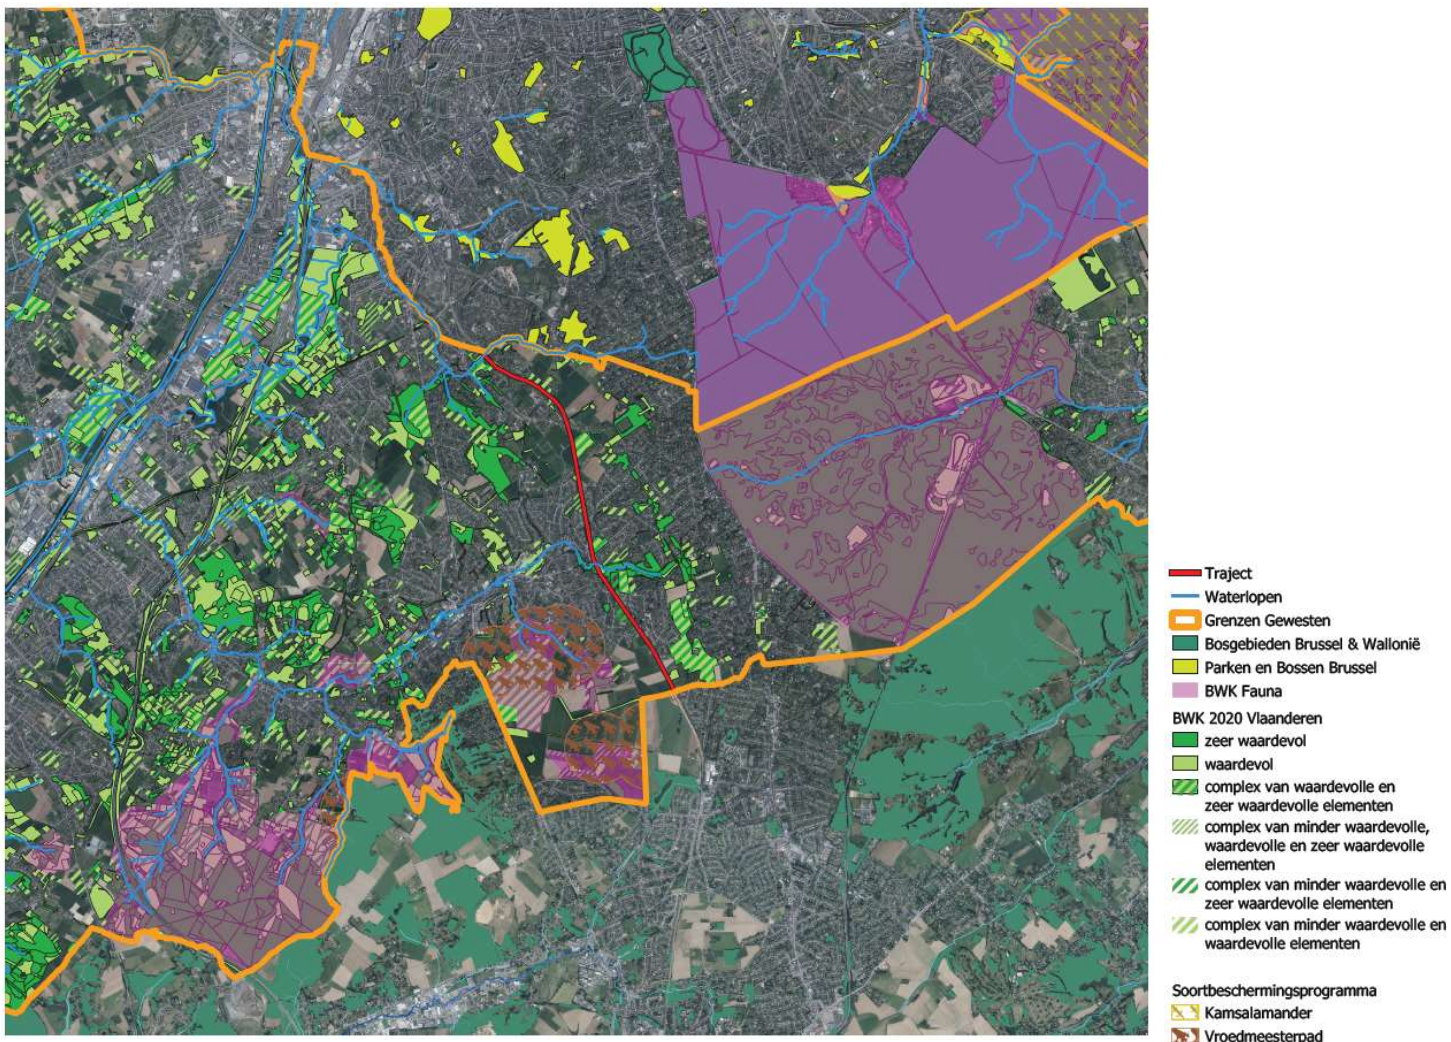 Traject
Waterlopen
Grenzen Gewesten
Bosgebieden Brussel & Wallonië
Parken en Bossen Brussel
BWK Fauna
BWK 2020 Vlaanderen
zeer waardevol
waardevol
complex van waardevolle en
zeer waardevolle elementen
complex van minder waardevolle,
waardevolle en zeer waardevolle
elementen
complex van minder waardevolle en
zeer waardevolle elementen
complex van minder waardevolle en
waardevolle elementen
Soortbeschermingsprogramma
Kamsalamander
Vroedmeesterpad